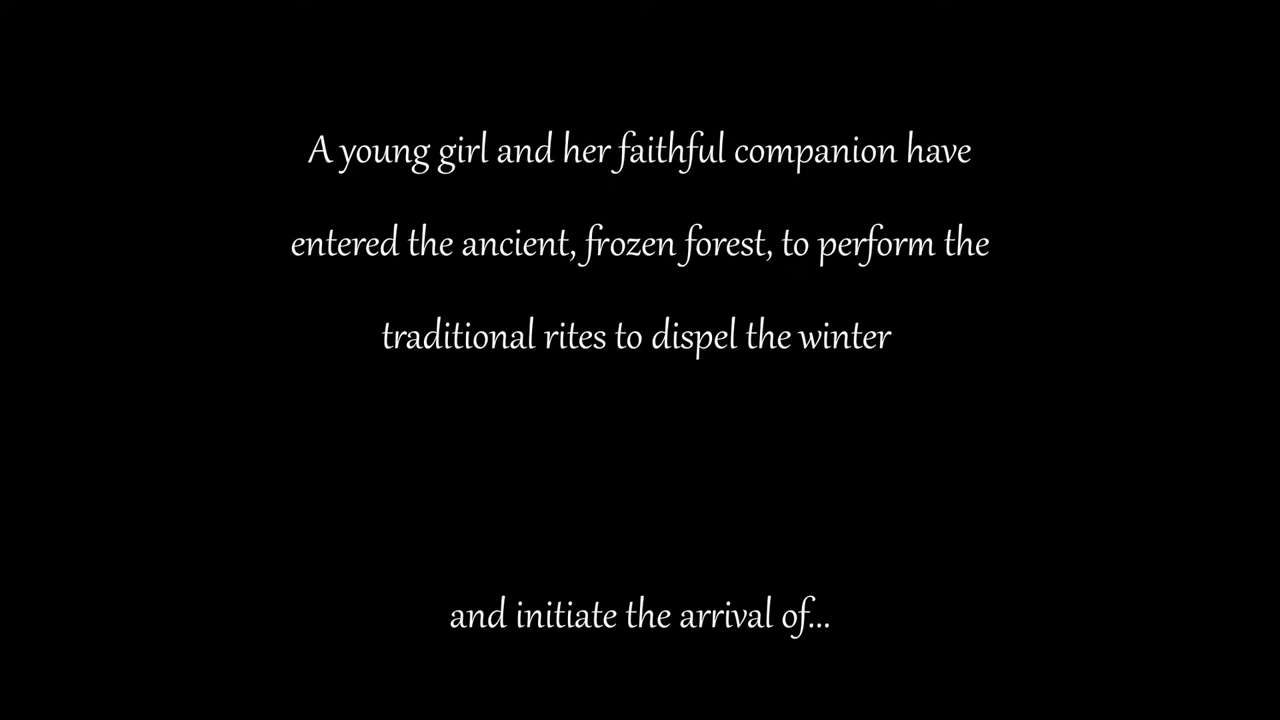 A young girl and her faithful companion have
entered the ancient, frozen forest, to perform the
traditional rites to dispel the winter
and initiate the arrival of...